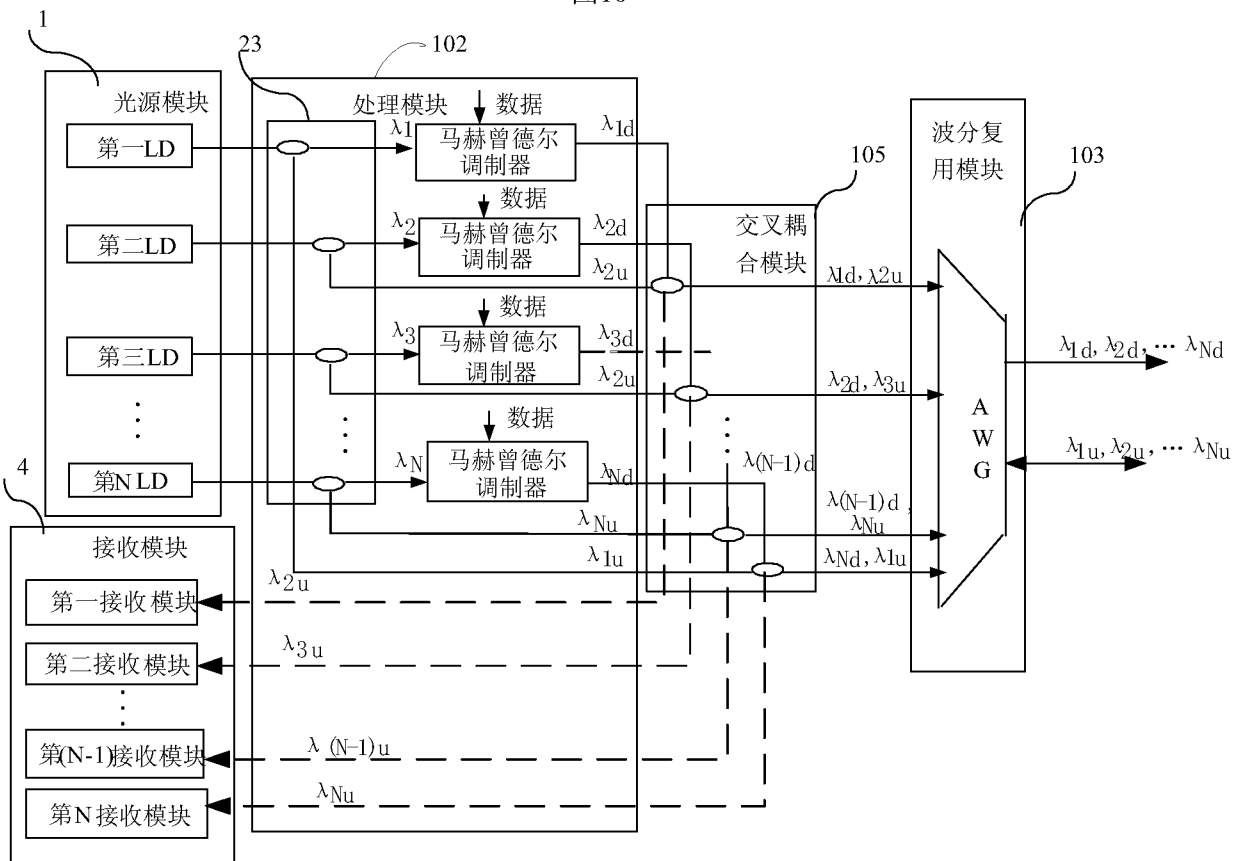 图10
1
23
102
光源模块
处理模块
数据
第一LD
λ1
马赫曾德尔
调制器
λ1d
波分复
用模块
105
103
数据
第二LD
λ2
马赫曾德尔
调制器
λ2d
交叉耦
合模块
λ2u
λ1d,λ2u
数据
第三LD
λ3
马赫曾德尔
调制器
λ3d
λ1d,λ2d,… λNd
λ2u
λ2d,λ3u
⋮
⋮
⋮
数据
A
W
G
λ1u,λ2u,… λNu
4
第N LD
λN
马赫曾德尔
调制器
λNd
λ(N-1)d
λ(N-1)d,
λNu
λNu
接收模块
λ1u
λNd,λ1u
λ2u
第一接收模块
λ3u
第二接收模块
⋮
λ(N-1)u
第(N-1)接收模块
λNu
第N接收模块